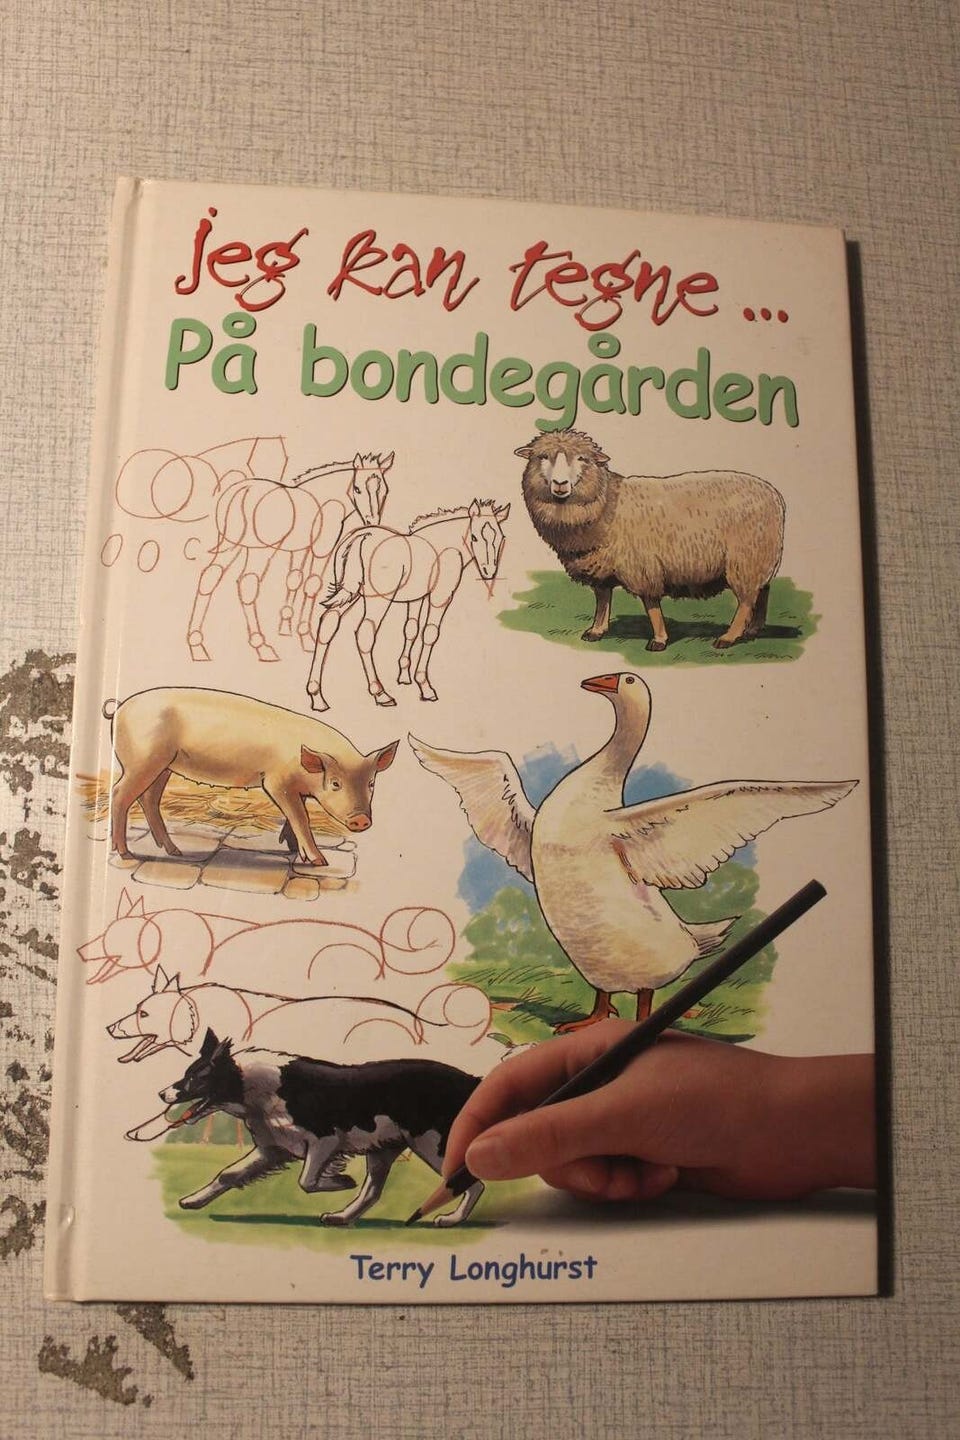 jeg kan tegne ...
På bondegården
Terry Longhurst